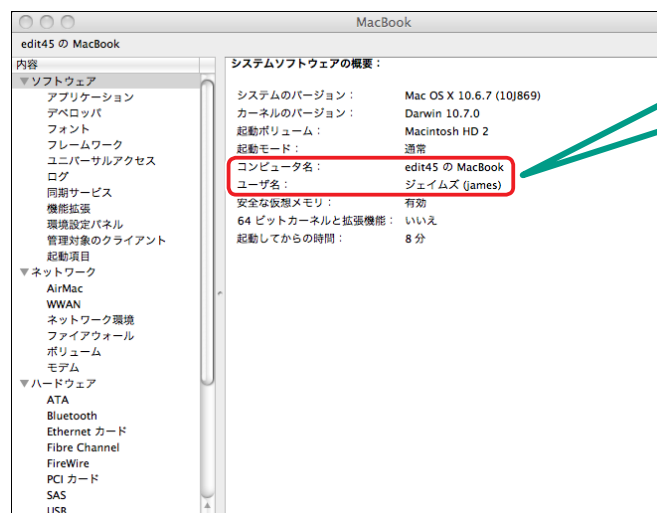 MacBook
edit45 の MacBook
内容
▼ソフトウェア
アプリケーション
デベロッパ
フォント
フレームワーク
ユニバーサルアクセス
ログ
同期サービス
機能拡張
環境設定パネル
管理対象のクライアント
起動項目
▼ネットワーク
AirMac
WWAN
ネットワーク環境
ファイアウォール
ボリューム
モデム
▼ハードウェア
ATA
Bluetooth
Ethernet カード
Fibre Channel
FireWire
PCI カード
SAS
USB
システムソフトウェアの概要：
システムのバージョン： Mac OS X 10.6.7 (10J869)
カーネルのバージョン： Darwin 10.7.0
起動ボリューム： Macintosh HD 2
起動モード： 通常
コンピュータ名： edit45 の MacBook
ユーザ名： ジェイムズ (james)
安全な仮想メモリ： 有効
64 ビットカーネルと拡張機能： いいえ
起動してからの時間： 8 分